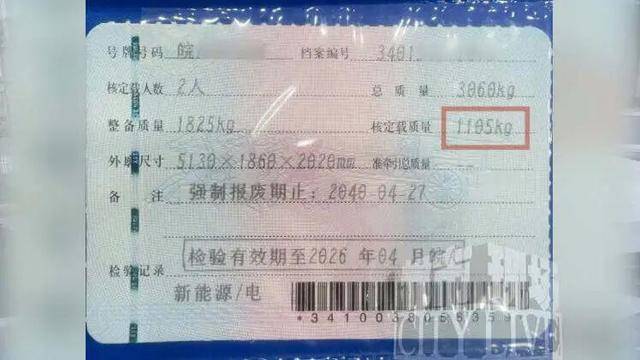 号牌号码 皖 档案编号 3401
核定载人数 2人 总质量 3060kg
整备质量 1825kg 核定载质量 1105kg
外廓尺寸 5130×1860×2020mm 准牵引总质量 --
备注 强制报废期止：2040-04-27
检验记录 检验有效期至2026年04月皖
新能源/电
CITY LIVE